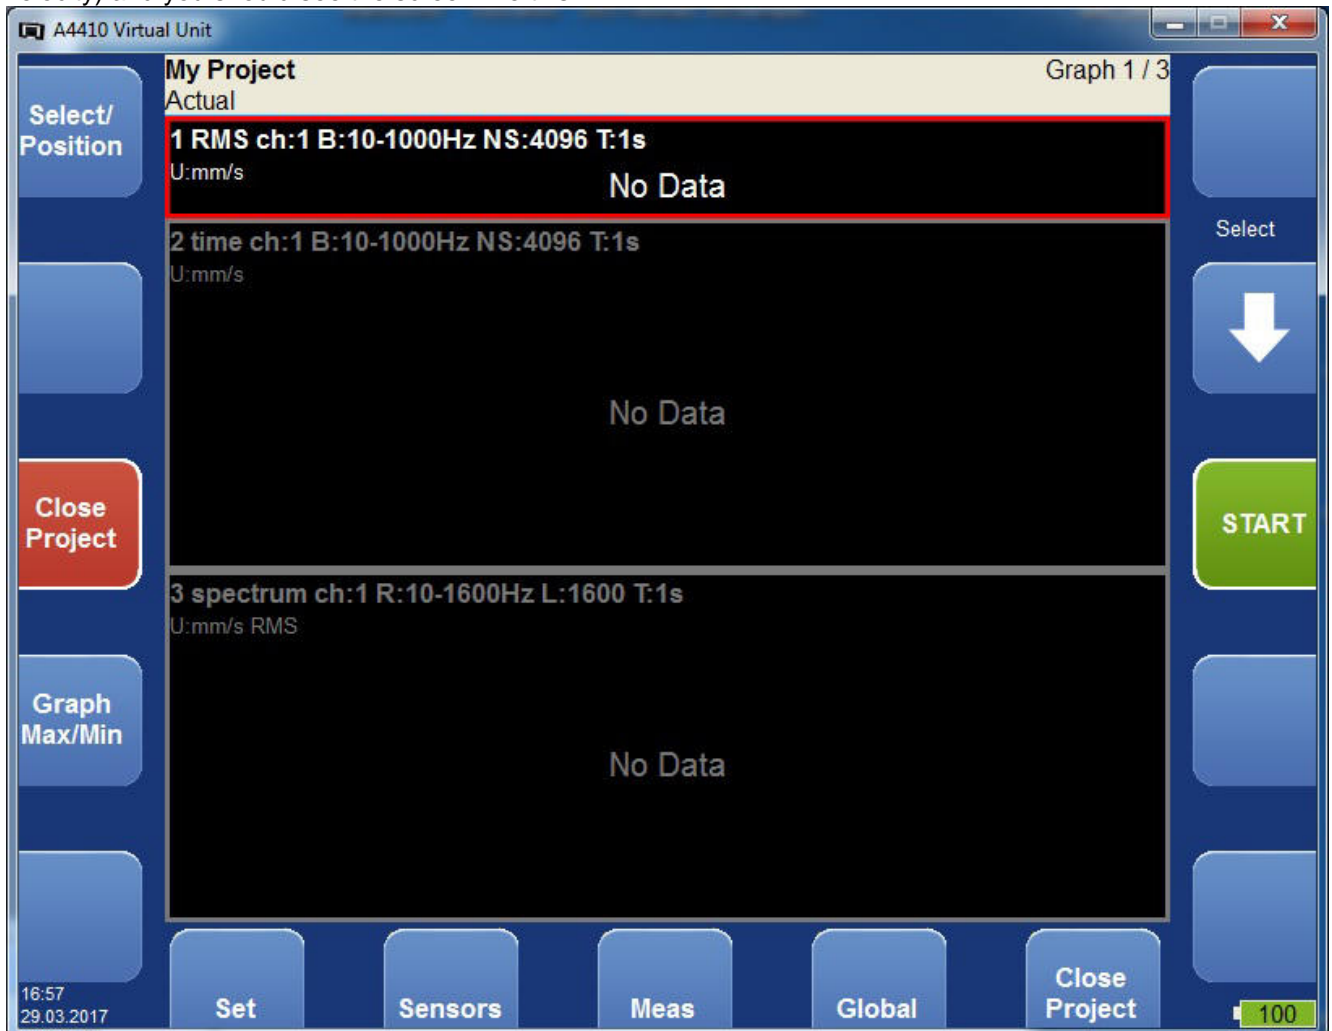 A4410 Virtual Unit
My Project
Graph 1 / 3
Actual
Select/
Position
1 RMS ch:1 B:10-1000Hz NS:4096 T:1s
U:mm/s
No Data
2 time ch:1 B:10-1000Hz NS:4096 T:1s
U:mm/s
No Data
Select
Close
Project
START
3 spectrum ch:1 R:10-1600Hz L:1600 T:1s
U:mm/s RMS
No Data
Graph
Max/Min
16:57
29.03.2017
Set
Sensors
Meas
Global
Close
Project
100